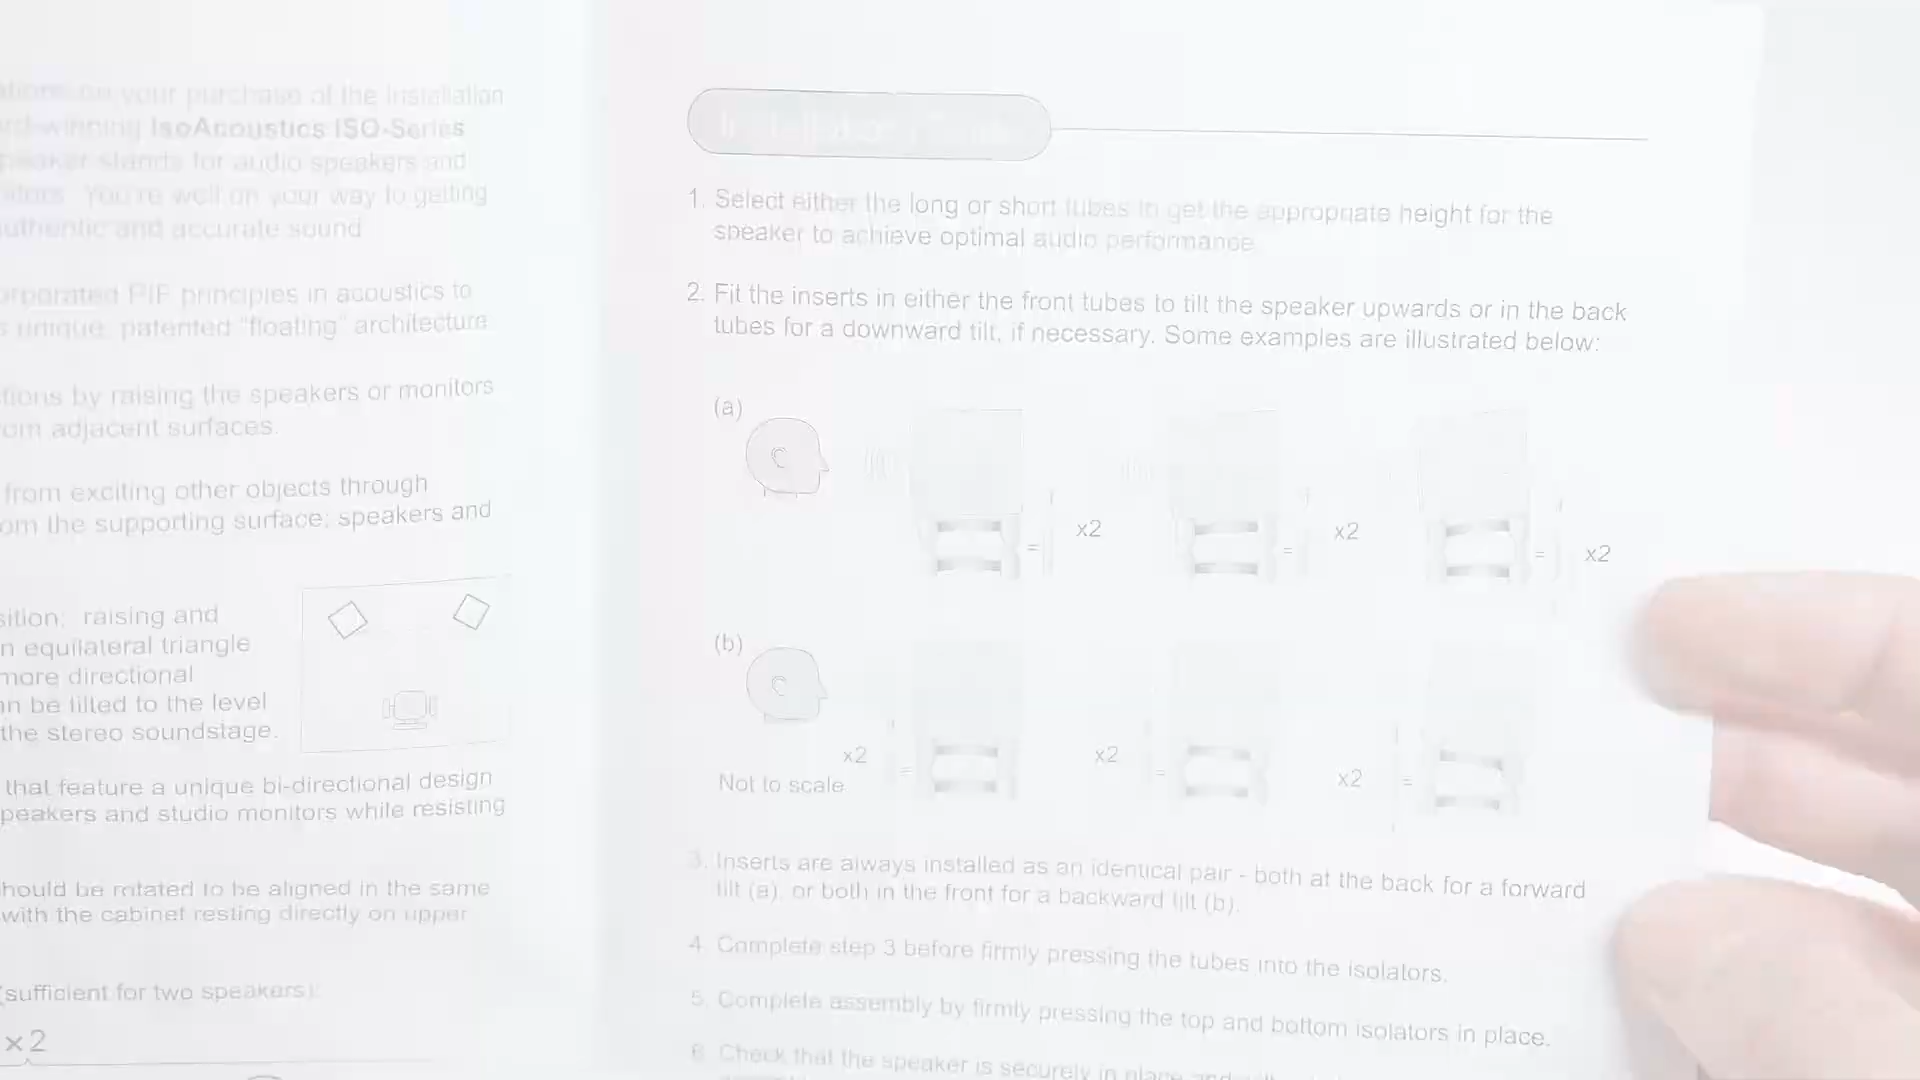 your purchase of the Installation
winning IsoAcoustics ISO-Series
speaker stands for audio speakers and
You're well on your way to getting
authentic and accurate sound
principles in acoustics to
unique, patented "floating" architecture
by raising the speakers or monitors
adjacent surfaces.
from exciting other objects through
the supporting surface; speakers and
raising and
equilateral triangle
more directional
be tilted to the level
the stereo soundstage.
that feature a unique bi-directional design
speakers and studio monitors while resisting
should be rotated to be aligned in the same
with the cabinet resting directly on upper
(sufficient for two speakers):
x 2
1. Select either the long or short tubes to get the appropriate height for the
speaker to achieve optimal audio performance.
2. Fit the inserts in either the front tubes to tilt the speaker upwards or in the back
tubes for a downward tilt, if necessary. Some examples are illustrated below:
(a)
= x2
= x2
= x2
(b)
x2 =
x2 =
x2 =
Not to scale
3. Inserts are always installed as an identical pair - both at the back for a forward
tilt (a), or both in the front for a backward tilt (b).
4. Complete step 3 before firmly pressing the tubes into the isolators.
5. Complete assembly by firmly pressing the top and bottom isolators in place.
6. Check that the speaker is securely in place and